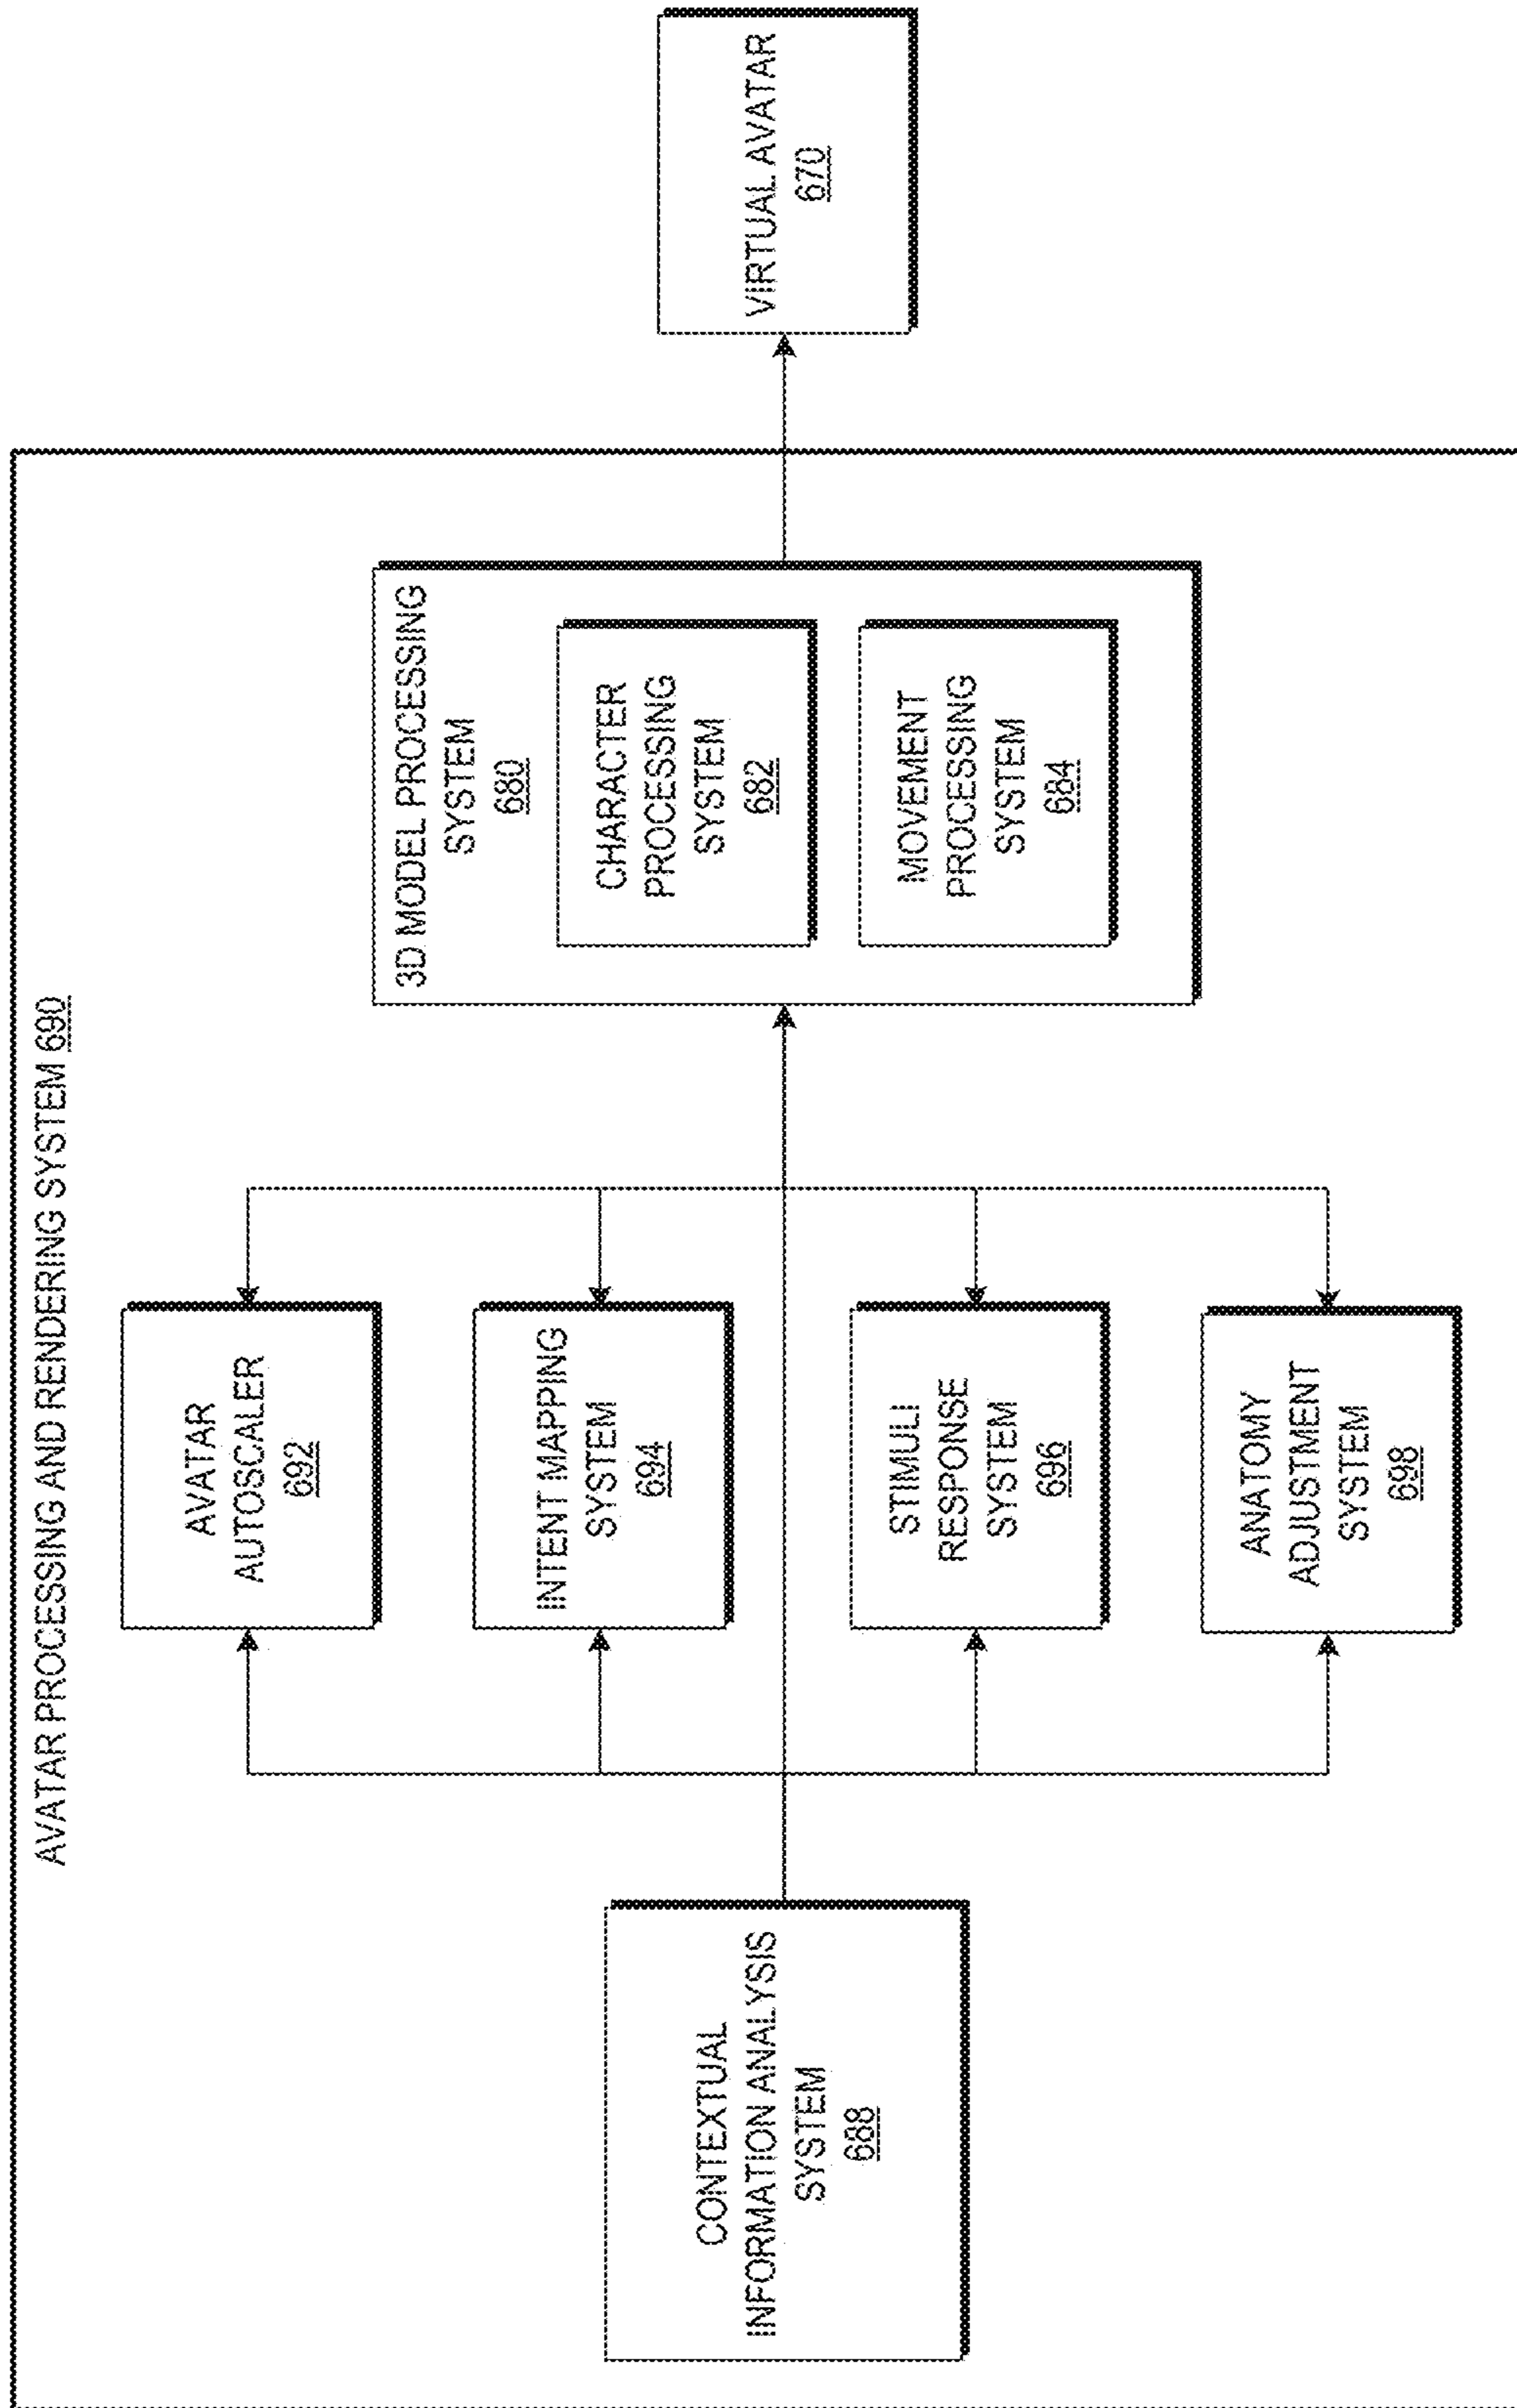 AVATAR PROCESSING AND RENDERING SYSTEM 690
CONTEXTUAL
INFORMATION ANALYSIS
SYSTEM
688
AVATAR
AUTOSCALER
692
INTENT MAPPING
SYSTEM
694
STIMULI
RESPONSE
SYSTEM
696
ANATOMY
ADJUSTMENT
SYSTEM
698
3D MODEL PROCESSING
SYSTEM
680
CHARACTER
PROCESSING
SYSTEM
682
MOVEMENT
PROCESSING
SYSTEM
684
VIRTUAL AVATAR
670